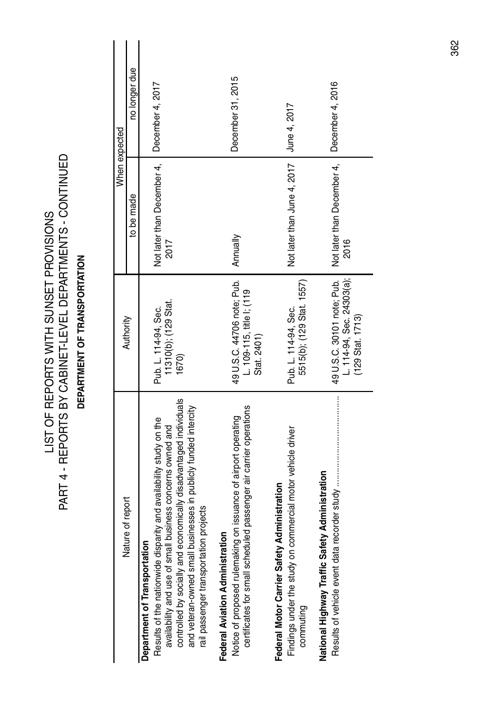 LIST OF REPORTS WITH SUNSET PROVISIONS
PART 4 - REPORTS BY CABINET-LEVEL DEPARTMENTS - CONTINUED
DEPARTMENT OF TRANSPORTATION
Nature of report
Authority
When expected
to be made
no longer due
Department of Transportation
Results of the nationwide disparity and availability study on the
availability and use of small business concerns owned and
controlled by socially and economically disadvantaged individuals
and veteran-owned small businesses in publicly funded intercity
rail passenger transportation projects
Pub. L. 114-94, Sec.
11310(b); (129 Stat.
1670)
Not later than December 4,
2017
December 4, 2017
Federal Aviation Administration
Notice of proposed rulemaking on issuance of airport operating
certificates for small scheduled passenger air carrier operations
49 U.S.C. 44706 note; Pub.
L. 109-115, title I; (119
Stat. 2401)
Annually
December 31, 2015
Federal Motor Carrier Safety Administration
Findings under the study on commercial motor vehicle driver
commuting
Pub. L. 114-94, Sec.
5515(b); (129 Stat. 1557)
Not later than June 4, 2017
June 4, 2017
National Highway Traffic Safety Administration
Results of vehicle event data recorder study ..............................
49 U.S.C. 30101 note; Pub.
L. 114-94, Sec. 24303(a);
(129 Stat. 1713)
Not later than December 4,
2016
December 4, 2016
362